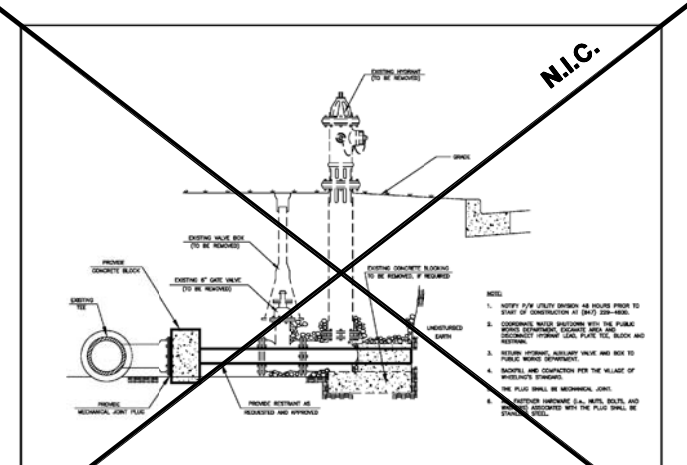 N.I.C.
EXISTING HYDRANT
(TO BE REMOVED)
GRADE
EXISTING VALVE BOX
(TO BE REMOVED)
PROVIDE
CONCRETE BLOCK
EXISTING 6" GATE VALVE
(TO BE REMOVED)
EXISTING CONCRETE BLOCKING
TO BE REMOVED, IF REQUIRED
EXISTING
TEE
UNDISTURBED
EARTH
PROVIDE
MECHANICAL JOINT PLUG
PROVIDE RESTRAINT AS
REQUESTED AND APPROVED
NOTE:
1. NOTIFY P/W UTILITY DIVISION 48 HOURS PRIOR TO
START OF CONSTRUCTION AT (847) 229-4600.
2. COORDINATE WATER SHUTDOWN WITH THE PUBLIC
WORKS DEPARTMENT, EXCAVATE AREA AND
DISCONNECT HYDRANT LEAD, PLATE TEE, BLOCK AND
RESTRAIN.
3. RETURN HYDRANT, AUXILIARY VALVE AND BOX TO
PUBLIC WORKS DEPARTMENT.
4. BACKFILL AND COMPACTION PER THE VILLAGE OF
WHEELING'S STANDARD.
THE PLUG SHALL BE MECHANICAL JOINT.
6. FASTENER HARDWARE (i.e., NUTS, BOLTS, AND
ASSOCIATED WITH THE PLUG SHALL BE
STEEL.